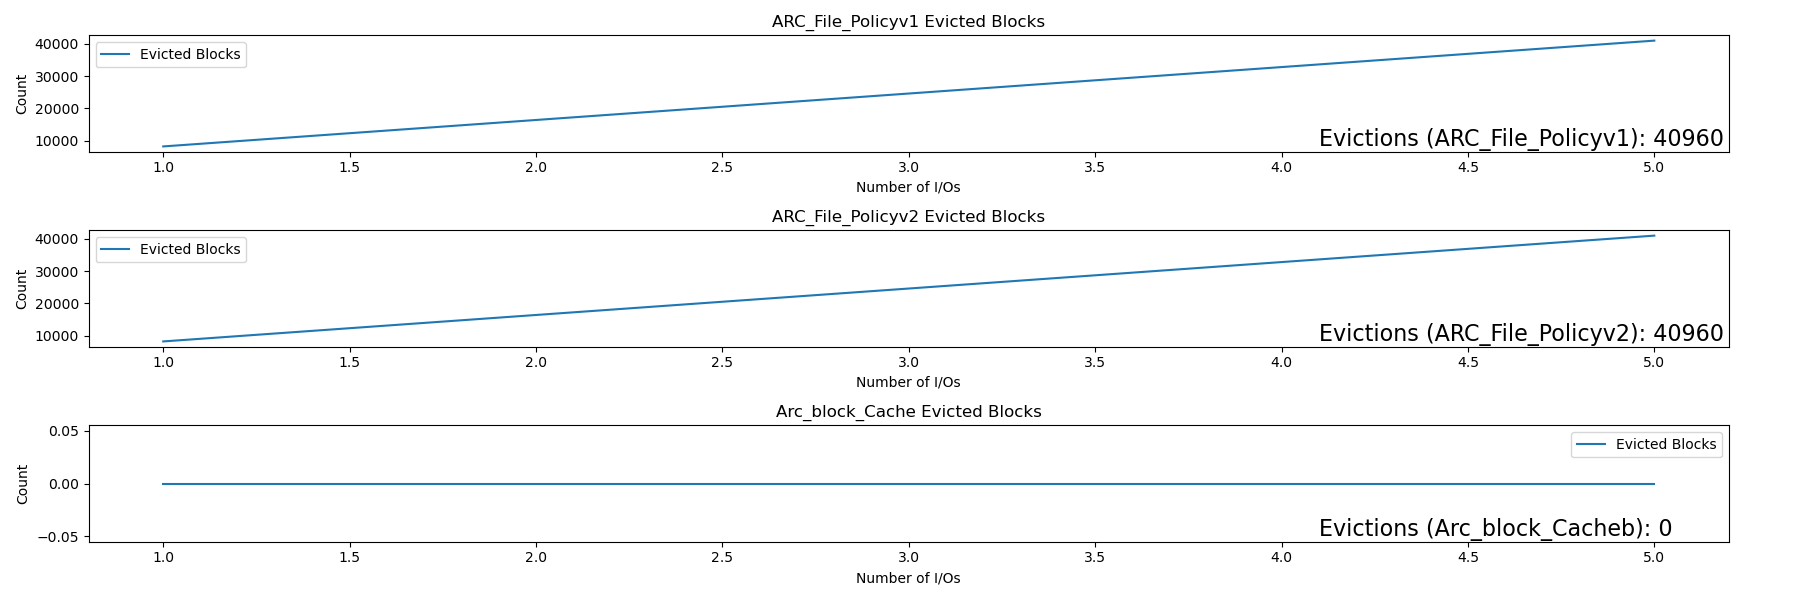 ARC_File_Policyv1 Evicted Blocks
Evicted Blocks
40000
30000
20000
10000
Count
Evictions (ARC_File_Policyv1): 40960
1.0 1.5 2.0 2.5 3.0 3.5 4.0 4.5 5.0
Number of I/Os
ARC_File_Policyv2 Evicted Blocks
Evicted Blocks
40000
30000
20000
10000
Count
Evictions (ARC_File_Policyv2): 40960
1.0 1.5 2.0 2.5 3.0 3.5 4.0 4.5 5.0
Number of I/Os
Arc_block_Cache Evicted Blocks
Evicted Blocks
0.05
0.00
−0.05
Count
Evictions (Arc_block_Cacheb): 0
1.0 1.5 2.0 2.5 3.0 3.5 4.0 4.5 5.0
Number of I/Os